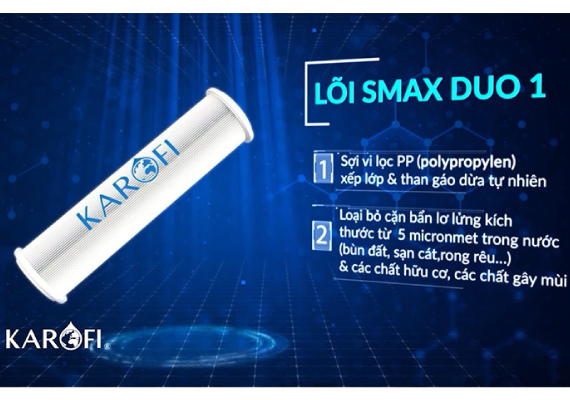 KAROFI
LÕI SMAX DUO 1
1
Sợi vi lọc PP (polypropylen)
xếp lớp & than gáo dừa tự nhiên
2
Loại bỏ cặn bẩn lơ lửng kích
thước từ 5 micronmet trong nước
(bùn đất, sạn cát,rong rêu...)
& các chất hữu cơ, các chất gây mùi
KAROFI®